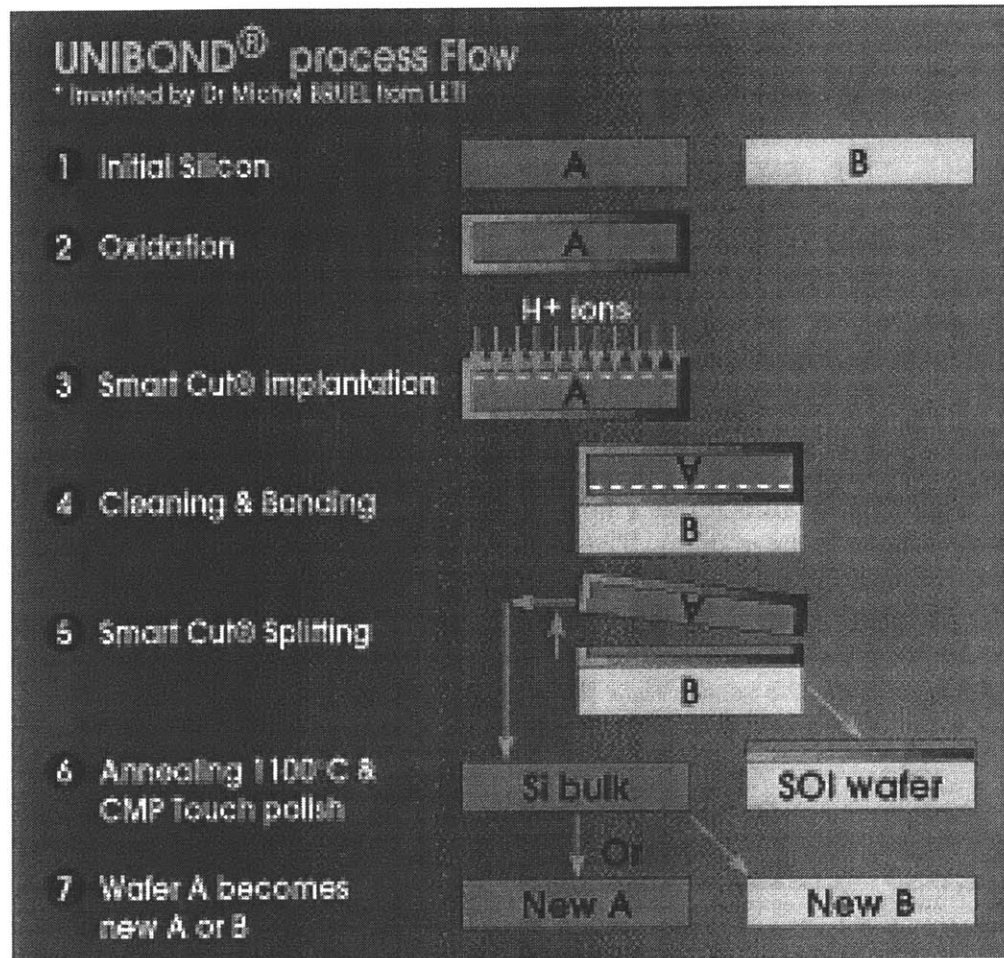 UNIBOND® process Flow
* Invented by Dr Michel BRUEL from LETI
1 Initial Silicon
A B
2 Oxidation
A
H+ ions
3 Smart Cut® Implantation
A
4 Cleaning & Bonding
A
B
5 Smart Cut® Splitting
A
B
6 Annealing 1100°C &
CMP Touch polish
Si bulk SOI wafer
Or
7 Wafer A becomes
new A or B
New A New B